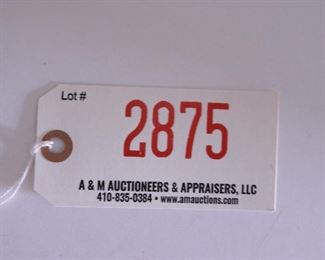 Lot #
2875
A & M AUCTIONEERS & APPRAISERS, LLC
410-835-0384 • www.amauctions.com